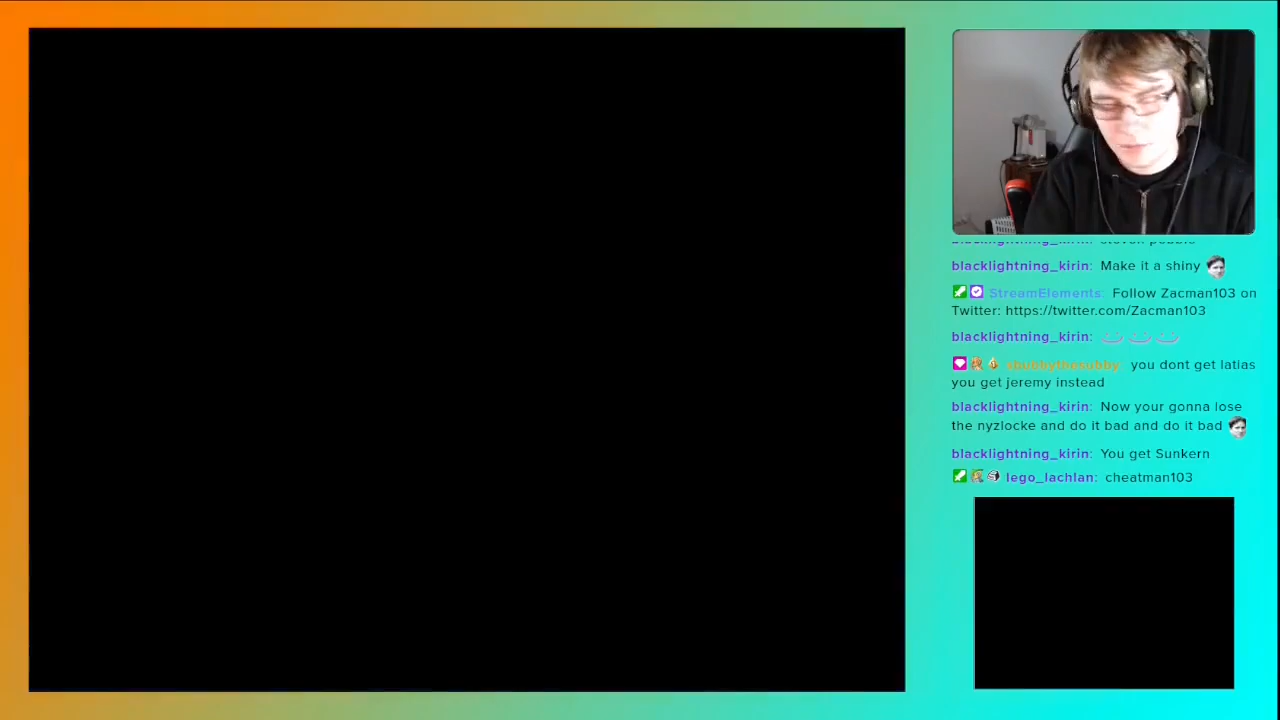 blacklightning_kirin: Make it a shiny
StreamElements: Follow Zacman103 on
Twitter: https://twitter.com/Zacman103
blacklightning_kirin:
sbubbythesubby: you dont get latias
you get jeremy instead
blacklightning_kirin: Now your gonna lose
the nyzlocke and do it bad and do it bad
blacklightning_kirin: You get Sunkern
lego_lachlan: cheatman103